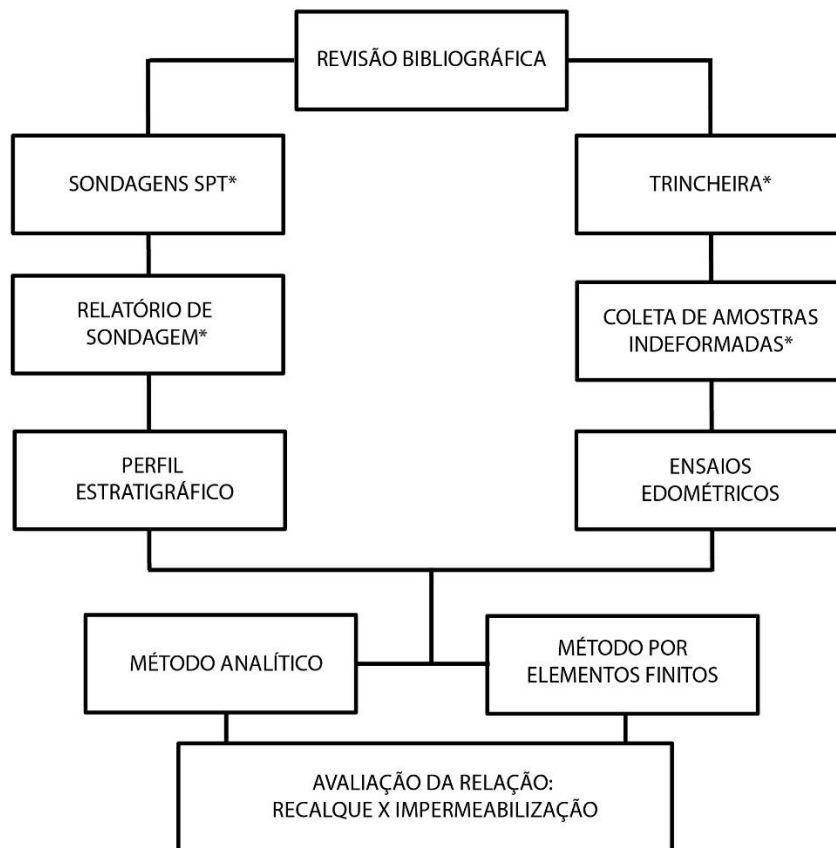 REVISÃO BIBLIOGRÁFICA
SONDAGENS SPT*
TRINCHEIRA*
RELATÓRIO DE
SONDAGEM*
COLETA DE AMOSTRAS
INDEFORMADAS*
PERFIL
ESTRATIGRÁFICO
ENSAIOS
EDOMÉTRICOS
MÉTODO ANALÍTICO
MÉTODO POR
ELEMENTOS FINITOS
AVALIAÇÃO DA RELAÇÃO:
RECALQUE X IMPERMEABILIZAÇÃO